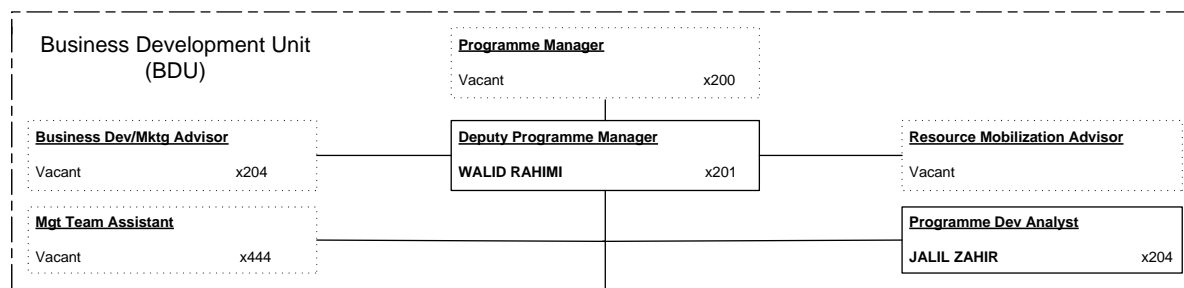 Business Development Unit
(BDU)
Programme Manager
Vacant x200
Business Dev/Mktg Advisor
Vacant x204
Deputy Programme Manager
WALID RAHIMI x201
Resource Mobilization Advisor
Vacant
Mgt Team Assistant
Vacant x444
Programme Dev Analyst
JALIL ZAHIR x204